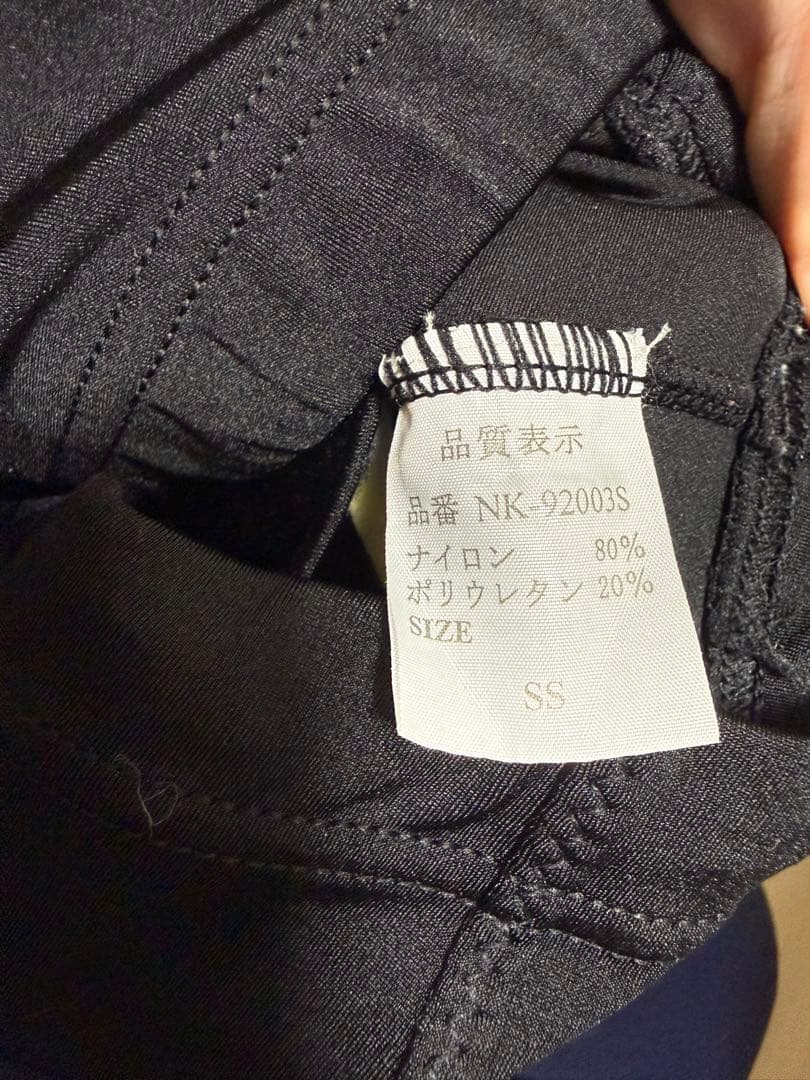 品質表示
品番 NK-92003S
ナイロン 80%
ポリウレタン 20%
SIZE
SS